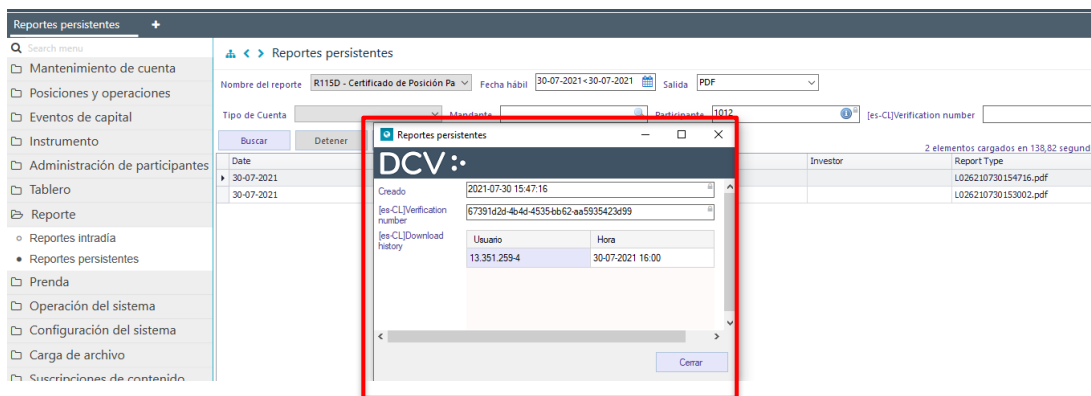 Reportes persistentes +
Search menu
Mantenimiento de cuenta
Posiciones y operaciones
Eventos de capital
Instrumento
Administración de participantes
Tablero
Reporte
Reportes intradía
Reportes persistentes
Prenda
Operación del sistema
Configuración del sistema
Carga de archivo
Suscripciones de contenido
Reportes persistentes
Nombre del reporte R115D - Certificado de Posición Pa Fecha hábil 30-07-2021<30-07-2021 Salida PDF
Tipo de Cuenta Mandante Participante 1012 [es-CL]Verification number
Buscar Detener
2 elementos cargados en 138,82 segund
Date Investor Report Type
30-07-2021 L026210730154716.pdf
30-07-2021 L026210730153002.pdf
Reportes persistentes
DCV
Creado 2021-07-30 15:47:16
[es-CL]Verification number 67391d2d-4b4d-4535-bb62-aa5935423d99
[es-CL]Download history
Usuario Hora
13.351.259-4 30-07-2021 16:00
Cerrar